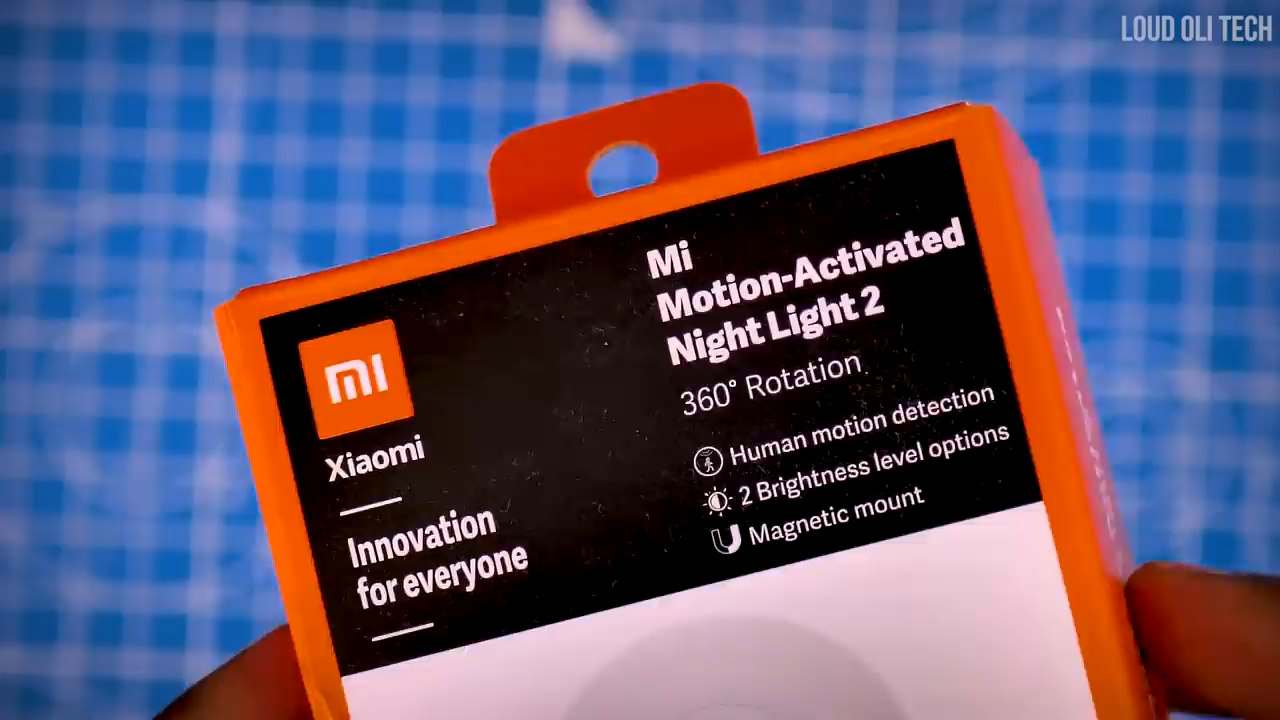 LOUD OLI TECH
mi
Xiaomi
Innovation
for everyone
Mi
Motion-Activated
Night Light 2
360° Rotation
Human motion detection
2 Brightness level options
Magnetic mount